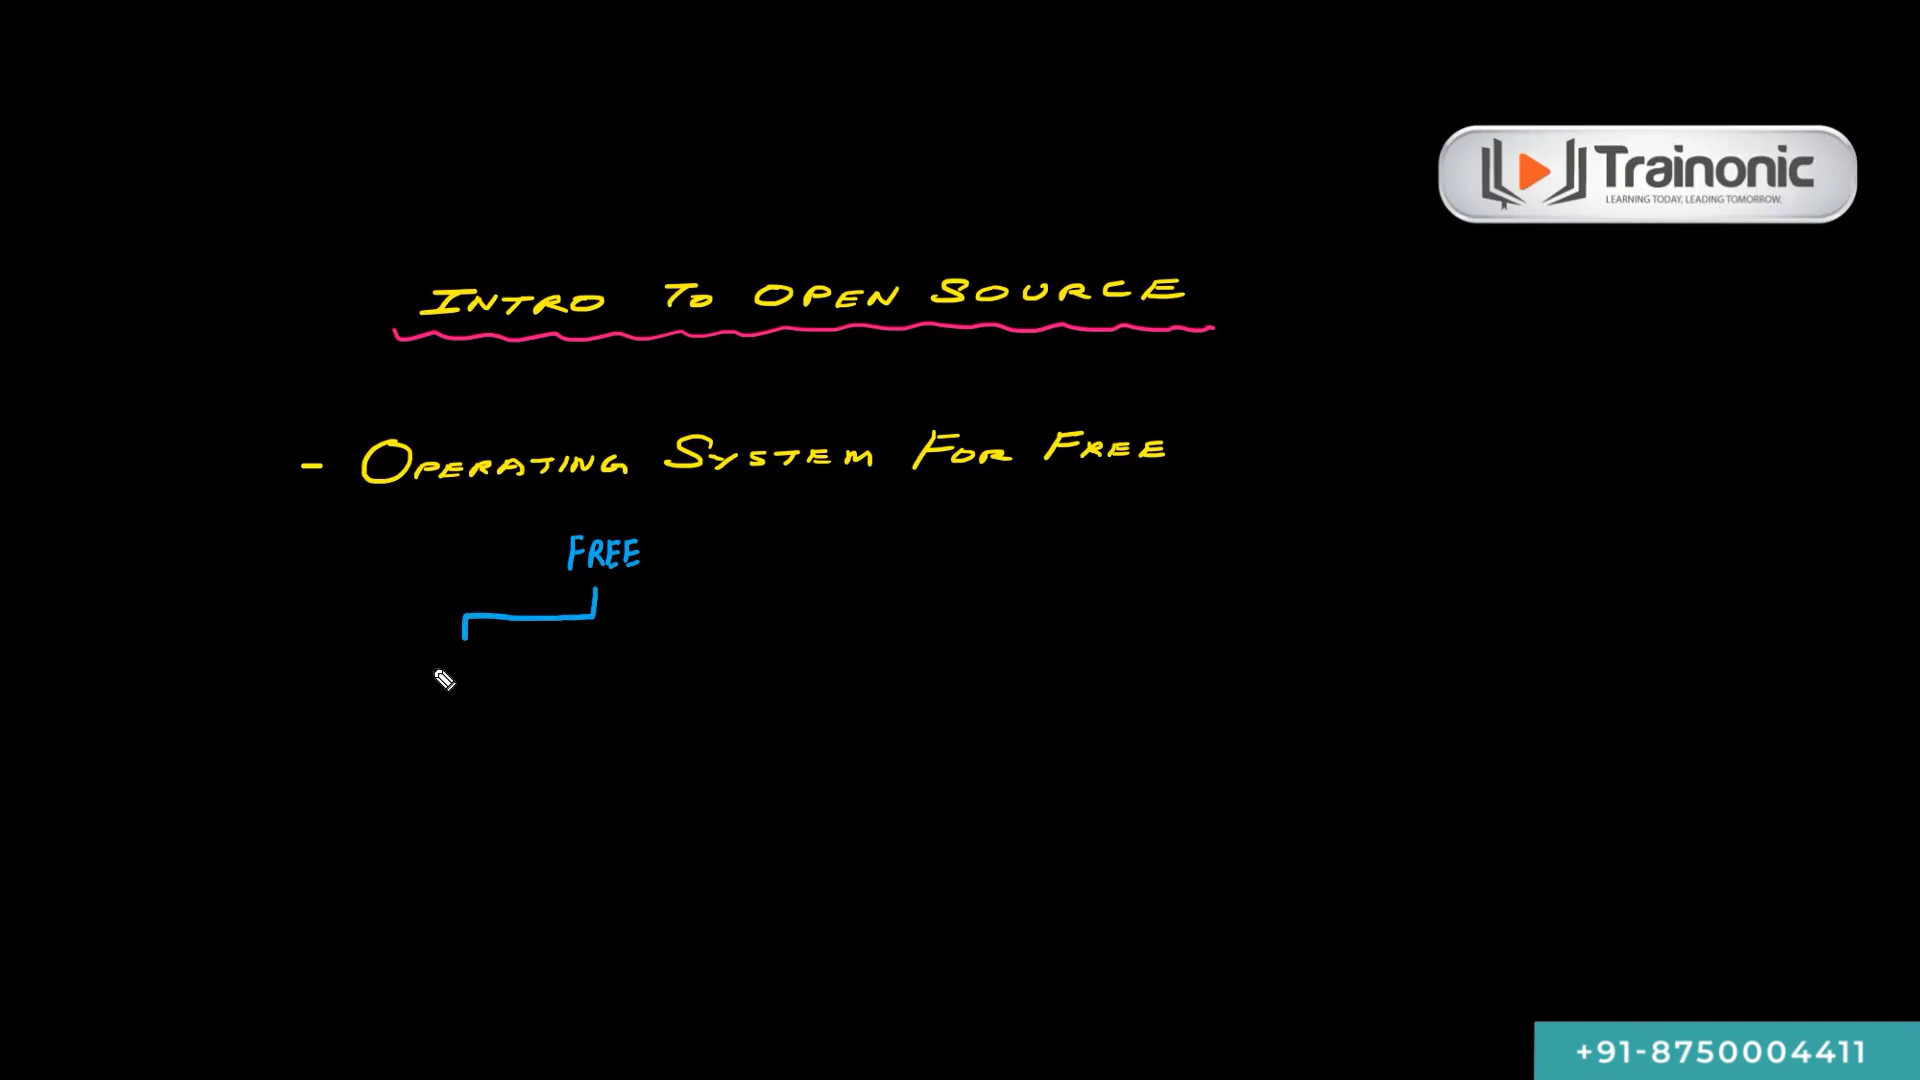 Trainonic
LEARNING TODAY, LEADING TOMORROW.
INTRO TO OPEN SOURCE
- OPERATING SYSTEM FOR FREE
FREE
+91-8750004411